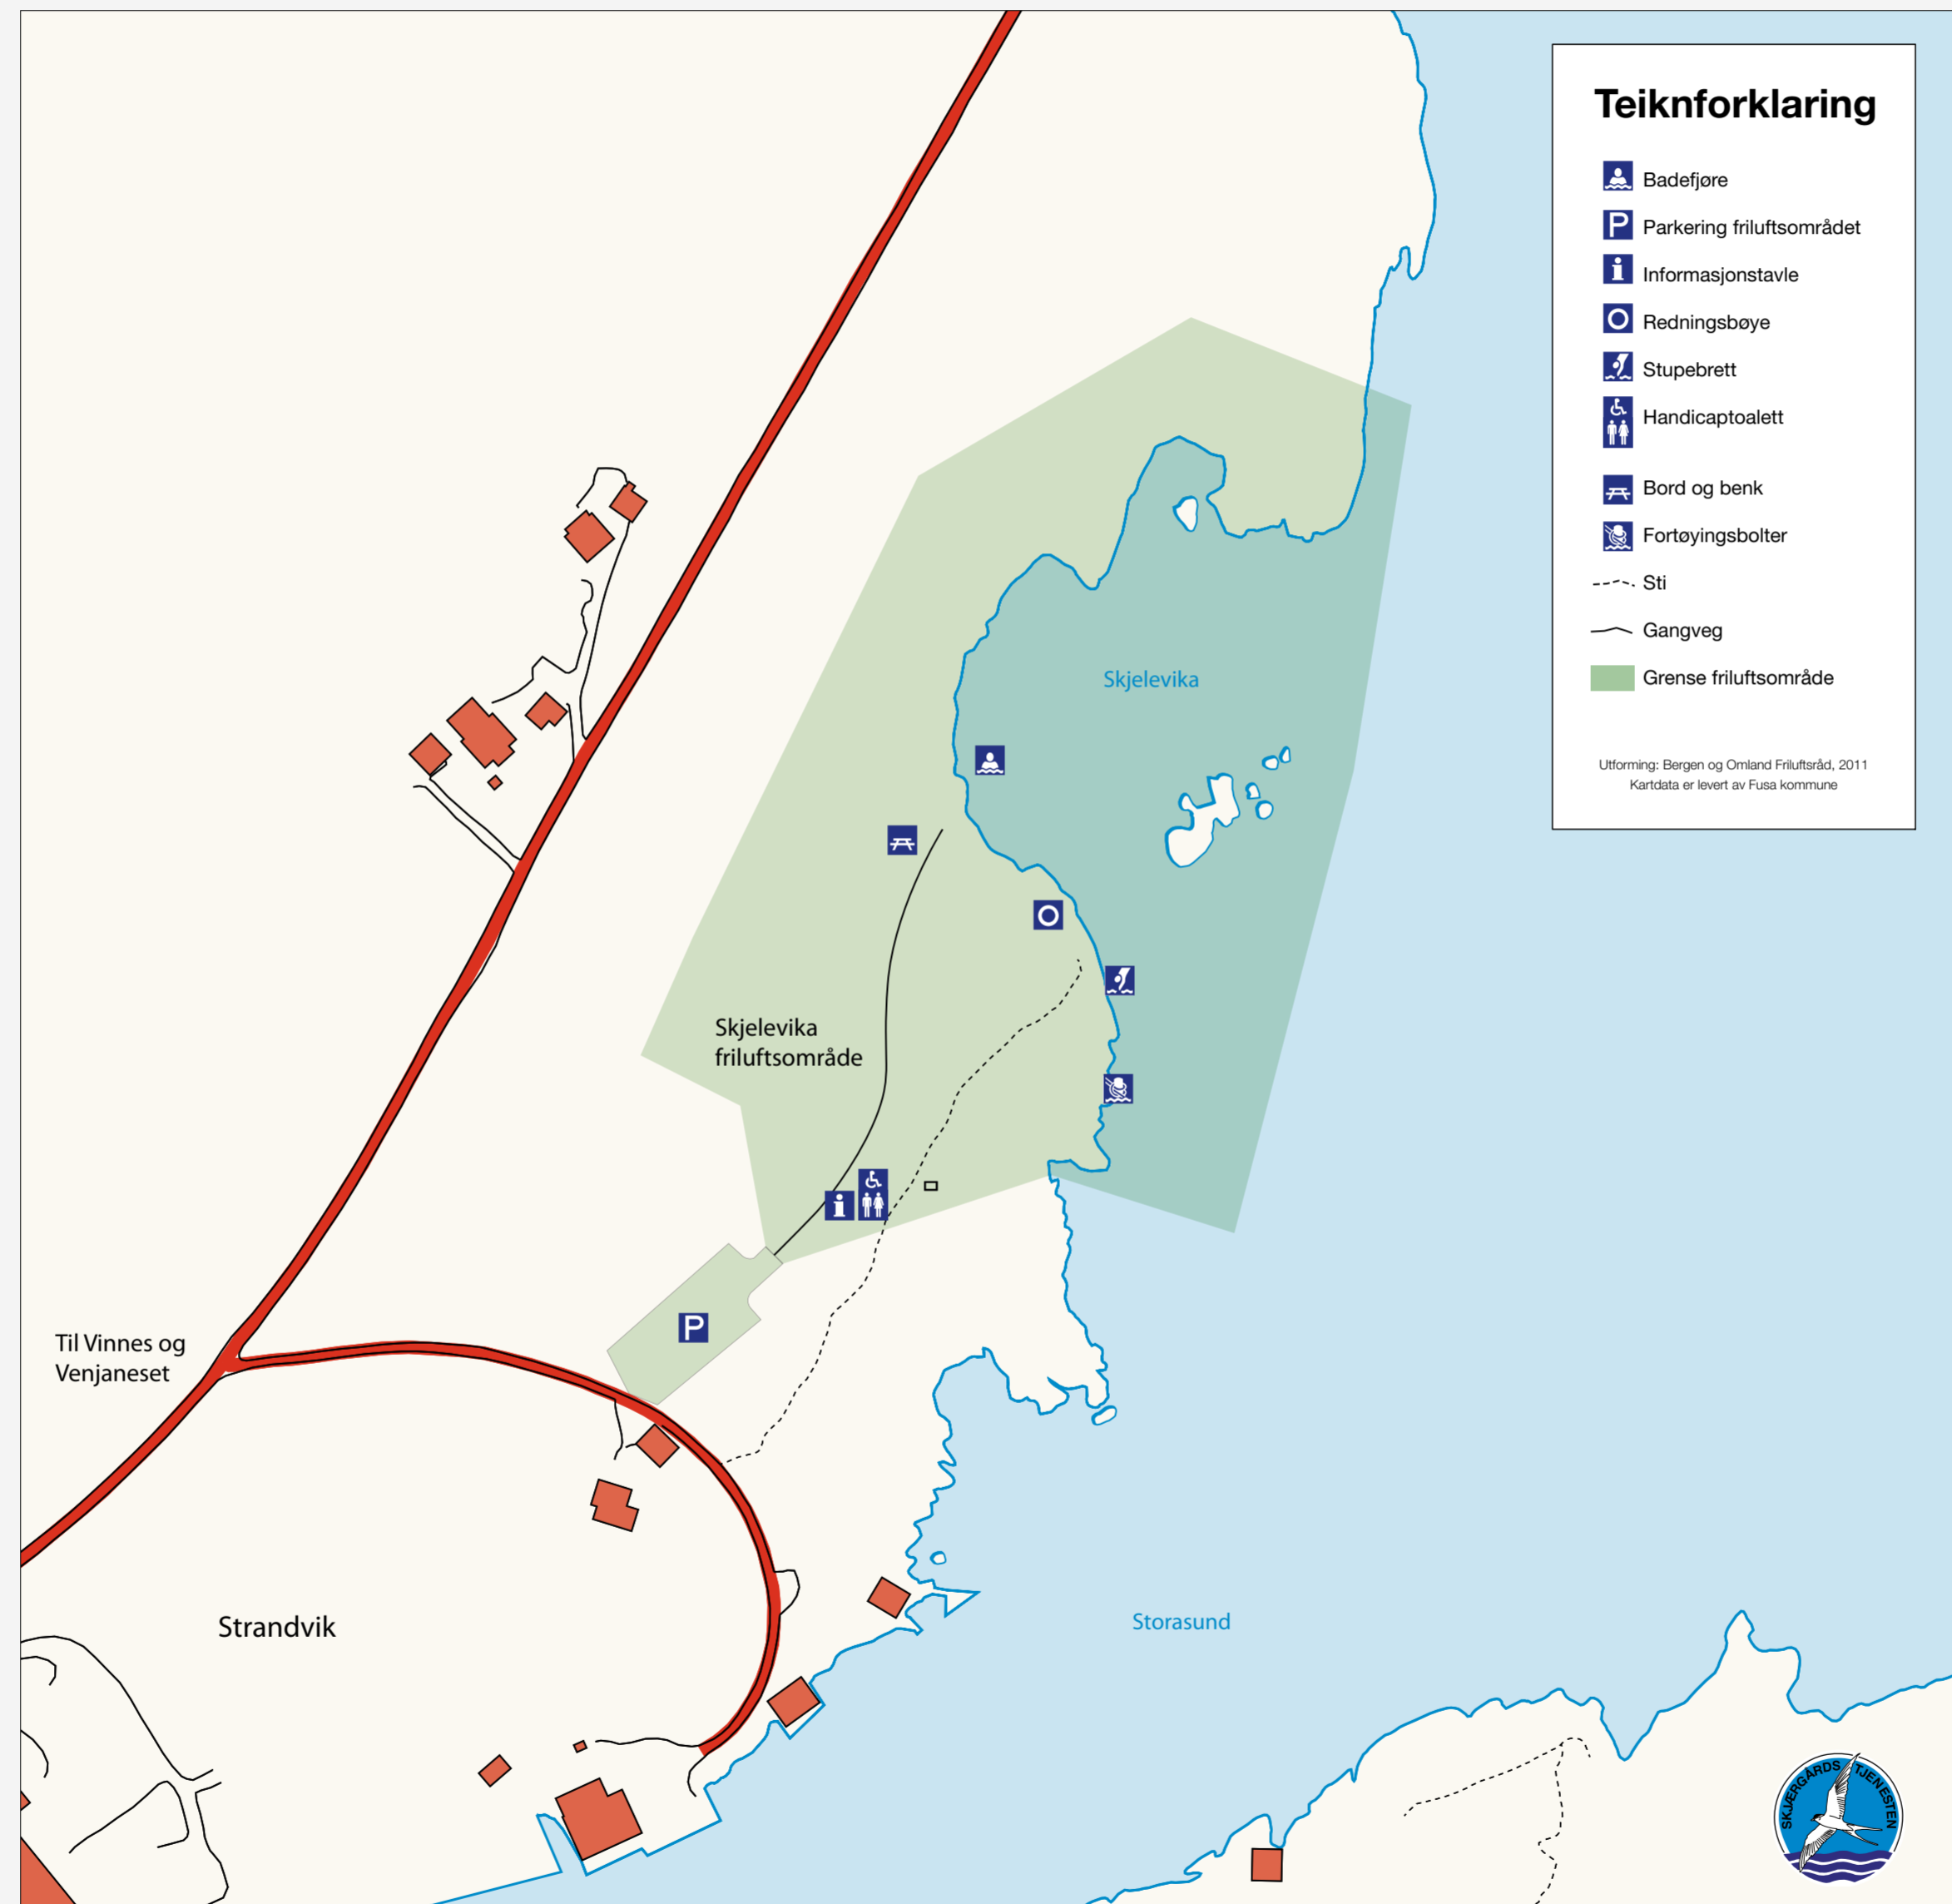 Teiknforklaring
Badefjøre
P Parkering friluftsområdet
i Informasjonstavle
Redningsbøye
Stupebrett
Handicaptoalett
Bord og benk
Fortøyingsbolter
Sti
Gangveg
Grense friluftsområde
Utforming: Bergen og Omland Friluftsråd, 2011
Kartdata er levert av Fusa kommune
Skjelevika
Skjelevika
friluftsområde
i
P
Til Vinnes og
Venjaneset
Strandvik
Storasund
SKJÆRGÅRDS TJENESTEN